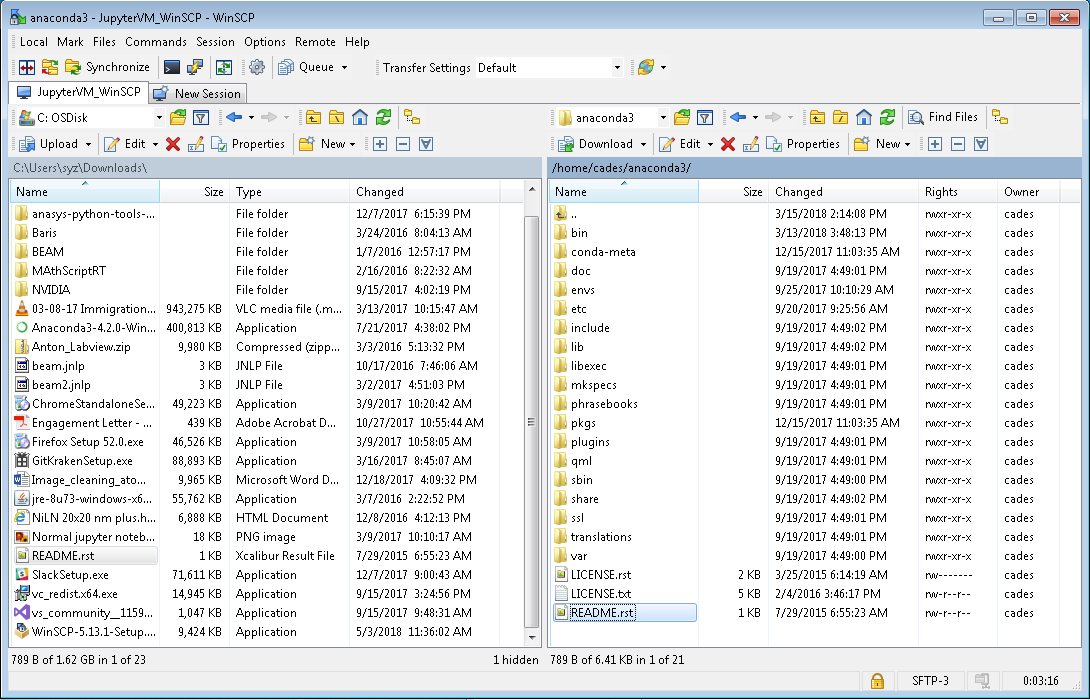 anaconda3 - JupyterVM_WinSCP - WinSCP
Local Mark Files Commands Session Options Remote Help
Synchronize Queue Transfer Settings Default
JupyterVM_WinSCP New Session
C: OSDisk anaconda3 Find Files
Upload Edit Properties New Download Edit Properties New
C:\Users\syz\Downloads\ /home/cades/anaconda3/
Name Size Type Changed Name Size Changed Rights Owner
anasys-python-tools-... File folder 12/7/2017 6:15:39 PM .. 3/15/2018 2:14:08 PM rwxr-xr-x cades
Baris File folder 3/24/2016 8:04:13 AM bin 3/13/2018 3:48:13 PM rwxr-xr-x cades
BEAM File folder 1/7/2016 12:57:17 PM conda-meta 12/15/2017 11:03:35 AM rwxr-xr-x cades
MAthScriptRT File folder 2/16/2016 8:22:32 AM doc 9/19/2017 4:49:01 PM rwxr-xr-x cades
NVIDIA File folder 9/15/2017 4:02:19 PM envs 9/25/2017 10:10:29 AM rwxr-xr-x cades
03-08-17 Immigration... 943,275 KB VLC media file (.m... 3/13/2017 10:15:47 AM etc 9/20/2017 9:25:56 AM rwxr-xr-x cades
Anaconda3-4.2.0-Win... 400,813 KB Application 7/21/2017 4:38:02 PM include 9/19/2017 4:49:02 PM rwxr-xr-x cades
Anton_Labview.zip 9,980 KB Compressed (zipp... 3/3/2016 5:13:32 PM lib 9/19/2017 4:49:02 PM rwxr-xr-x cades
beam.jnlp 3 KB JNLP File 10/17/2016 7:46:06 AM libexec 9/19/2017 4:49:01 PM rwxr-xr-x cades
beam2.jnlp 3 KB JNLP File 3/2/2017 4:51:03 PM mkspecs 9/19/2017 4:49:01 PM rwxr-xr-x cades
ChromeStandaloneSe... 49,223 KB Application 3/9/2017 10:20:42 AM phrasebooks 9/19/2017 4:49:01 PM rwxr-xr-x cades
Engagement Letter - ... 439 KB Adobe Acrobat D... 10/27/2017 10:55:44 AM pkgs 12/15/2017 11:03:35 AM rwxr-xr-x cades
Firefox Setup 52.0.exe 46,526 KB Application 3/9/2017 10:58:05 AM plugins 9/19/2017 4:49:01 PM rwxr-xr-x cades
GitKrakenSetup.exe 88,893 KB Application 3/16/2017 8:45:07 AM qml 9/19/2017 4:49:01 PM rwxr-xr-x cades
Image_cleaning_ato... 9,965 KB Microsoft Word D... 12/18/2017 4:09:32 PM sbin 9/19/2017 4:49:00 PM rwxr-xr-x cades
jre-8u73-windows-x6... 55,762 KB Application 3/7/2016 2:22:52 PM share 9/19/2017 4:49:02 PM rwxr-xr-x cades
NiLN 20x20 nm plus.h... 6,888 KB HTML Document 12/8/2016 4:12:13 PM ssl 9/19/2017 4:49:01 PM rwxr-xr-x cades
Normal jupyter noteb... 18 KB PNG image 3/9/2017 10:10:17 AM translations 9/19/2017 4:49:01 PM rwxr-xr-x cades
README.rst 1 KB Xcalibur Result File 7/29/2015 6:55:23 AM var 9/19/2017 4:49:00 PM rwxr-xr-x cades
SlackSetup.exe 71,611 KB Application 12/7/2017 9:00:43 AM LICENSE.rst 2 KB 3/25/2015 6:14:19 AM rw------- cades
vc_redist.x64.exe 14,945 KB Application 9/15/2017 3:24:56 PM LICENSE.txt 5 KB 2/4/2016 3:46:17 PM rw-r--r-- cades
vs_community__1159... 1,047 KB Application 9/15/2017 9:48:31 AM README.rst 1 KB 7/29/2015 6:55:23 AM rw-r--r-- cades
WinSCP-5.13.1-Setup.... 9,424 KB Application 5/3/2018 11:36:02 AM
789 B of 1.62 GB in 1 of 23 1 hidden 789 B of 6.41 KB in 1 of 21
SFTP-3 0:03:16